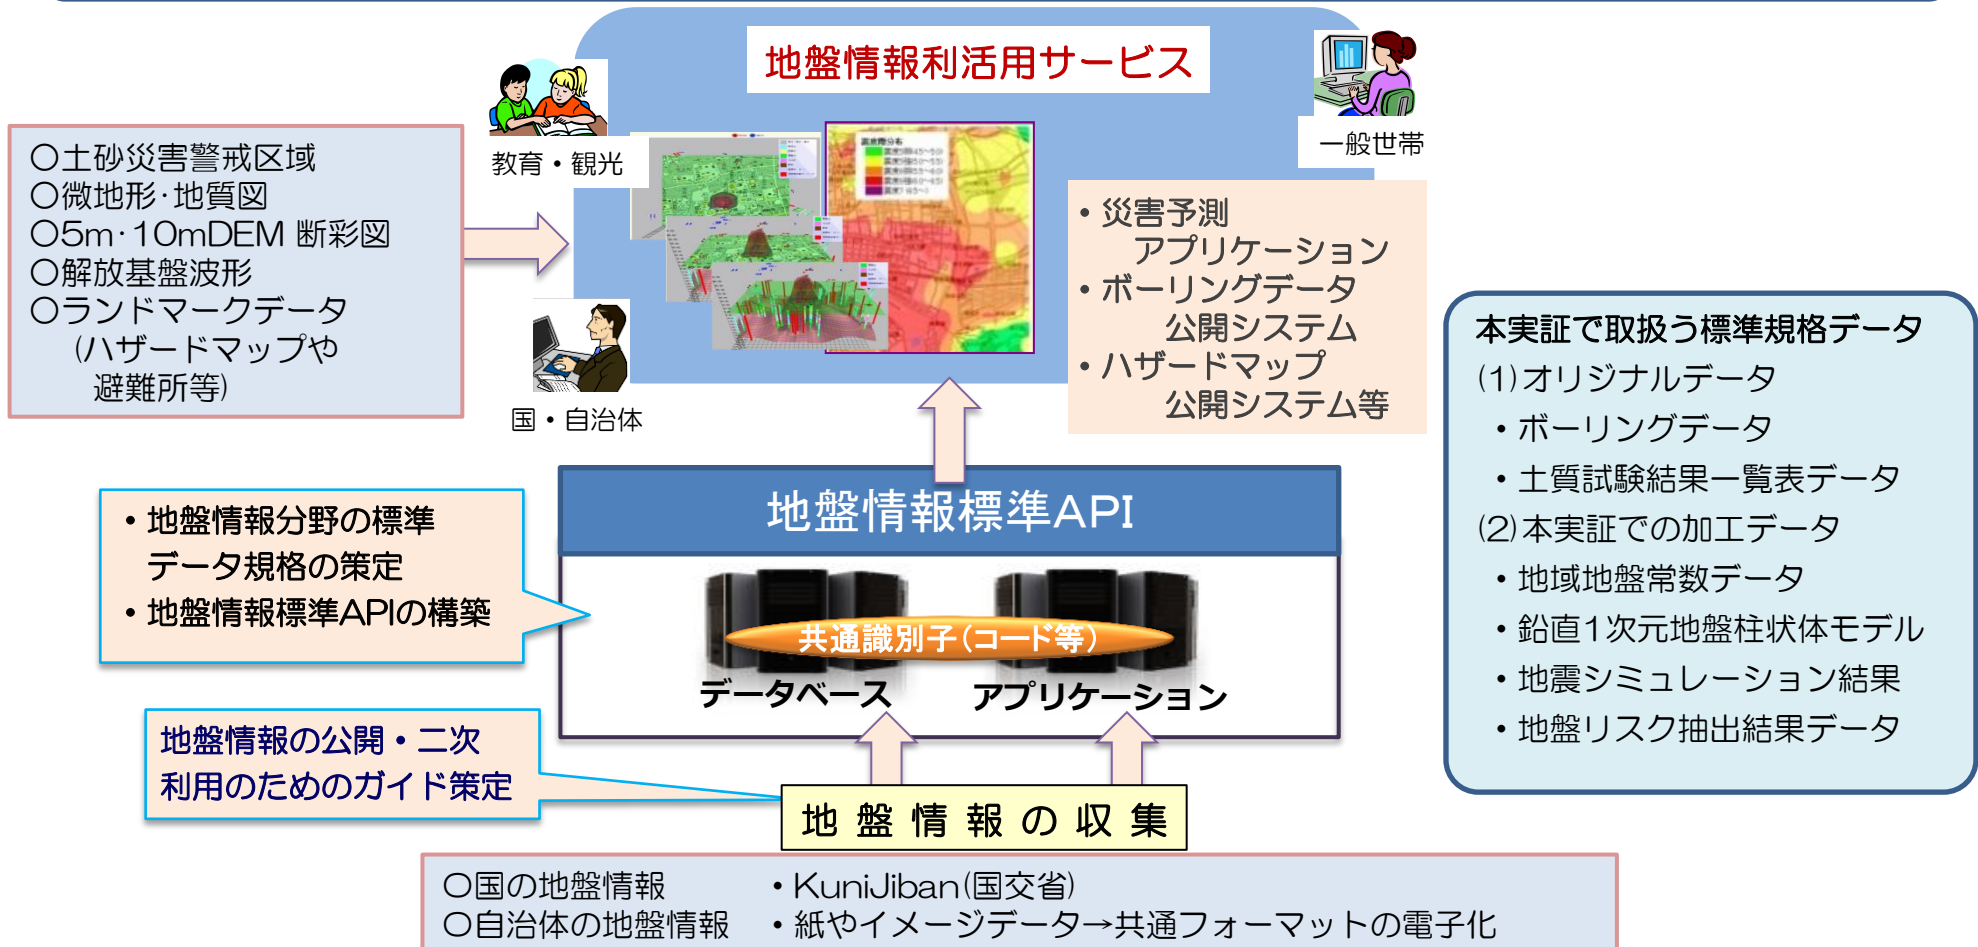 地盤情報利活用サービス
教育・観光
一般世帯
国・自治体
〇土砂災害警戒区域
〇微地形・地質図
〇5m・10mDEM 断彩図
〇解放基盤波形
〇ランドマークデータ
(ハザードマップや
避難所等)
震度階分布
・災害予測
アプリケーション
・ボーリングデータ
公開システム
・ハザードマップ
公開システム等
本実証で取扱う標準規格データ
(1)オリジナルデータ
・ボーリングデータ
・土質試験結果一覧表データ
(2)本実証での加工データ
・地域地盤常数データ
・鉛直1次元地盤柱状体モデル
・地震シミュレーション結果
・地盤リスク抽出結果データ
地盤情報標準API
・地盤情報分野の標準
データ規格の策定
・地盤情報標準APIの構築
共通識別子(コード等)
データベース
アプリケーション
地盤情報の公開・二次
利用のためのガイド策定
地盤情報の収集
〇国の地盤情報 ・KuniJiban(国交省)
〇自治体の地盤情報 ・紙やイメージデータ→共通フォーマットの電子化